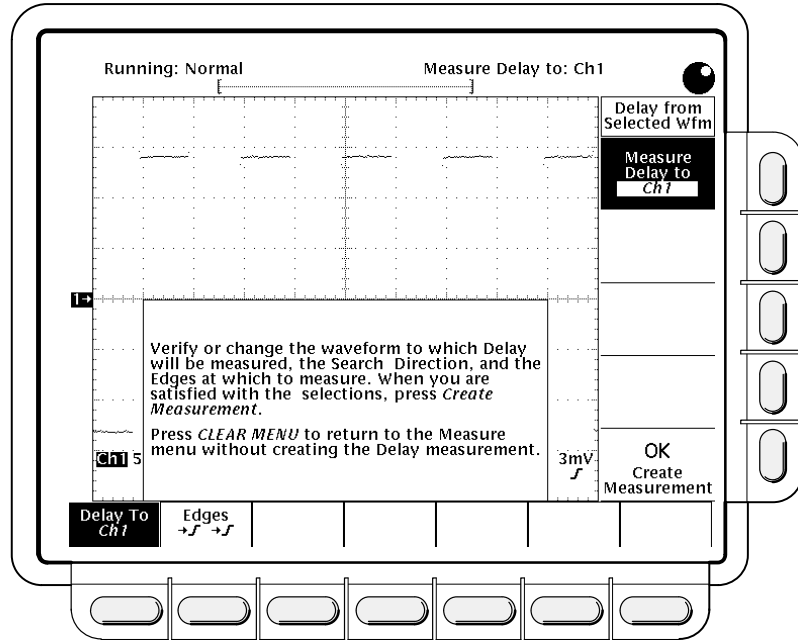 Running: Normal
Measure Delay to: Ch1
Delay from
Selected Wfm
Measure
Delay to
Ch1
1
Verify or change the waveform to which Delay
will be measured, the Search Direction, and the
Edges at which to measure. When you are
satisfied with the selections, press Create
Measurement.
Press CLEAR MENU to return to the Measure
menu without creating the Delay measurement.
Ch1 5
3mV
OK
Create
Measurement
Delay To
Ch1
Edges